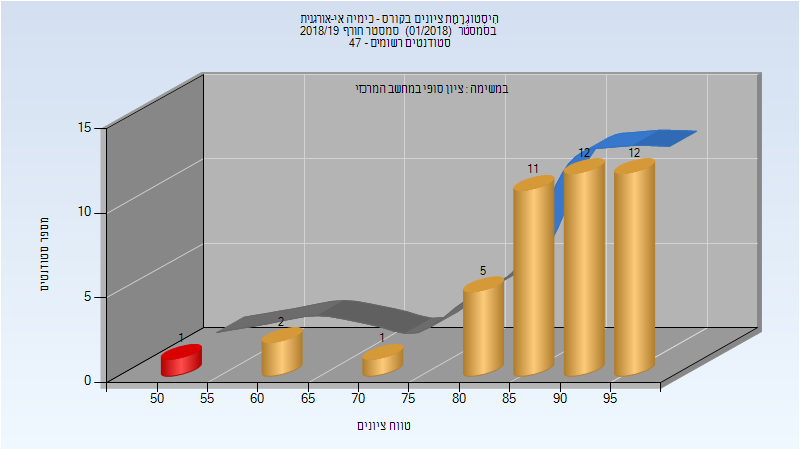 היסטוגרמת ציונים בקורס - כימיה אי-אורגנית
בסמסטר (01/2018) סמסטר חורף 2018/19
סטודנטים רשומים - 47
במשימה : ציון סופי במחשב המרכזי
מספר סטודנטים
15
10
5
0
1
2
1
5
11
12
12
50 55 60 65 70 75 80 85 90 95
טווח ציונים